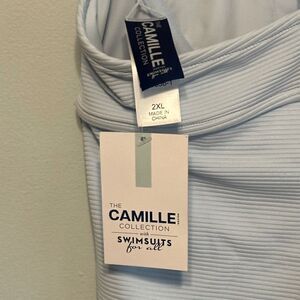 THE
CAMILLE
COLLECTION
2XL
MADE IN
CHINA
THE
CAMILLE
COLLECTION
with
SWIMSUITS
for all